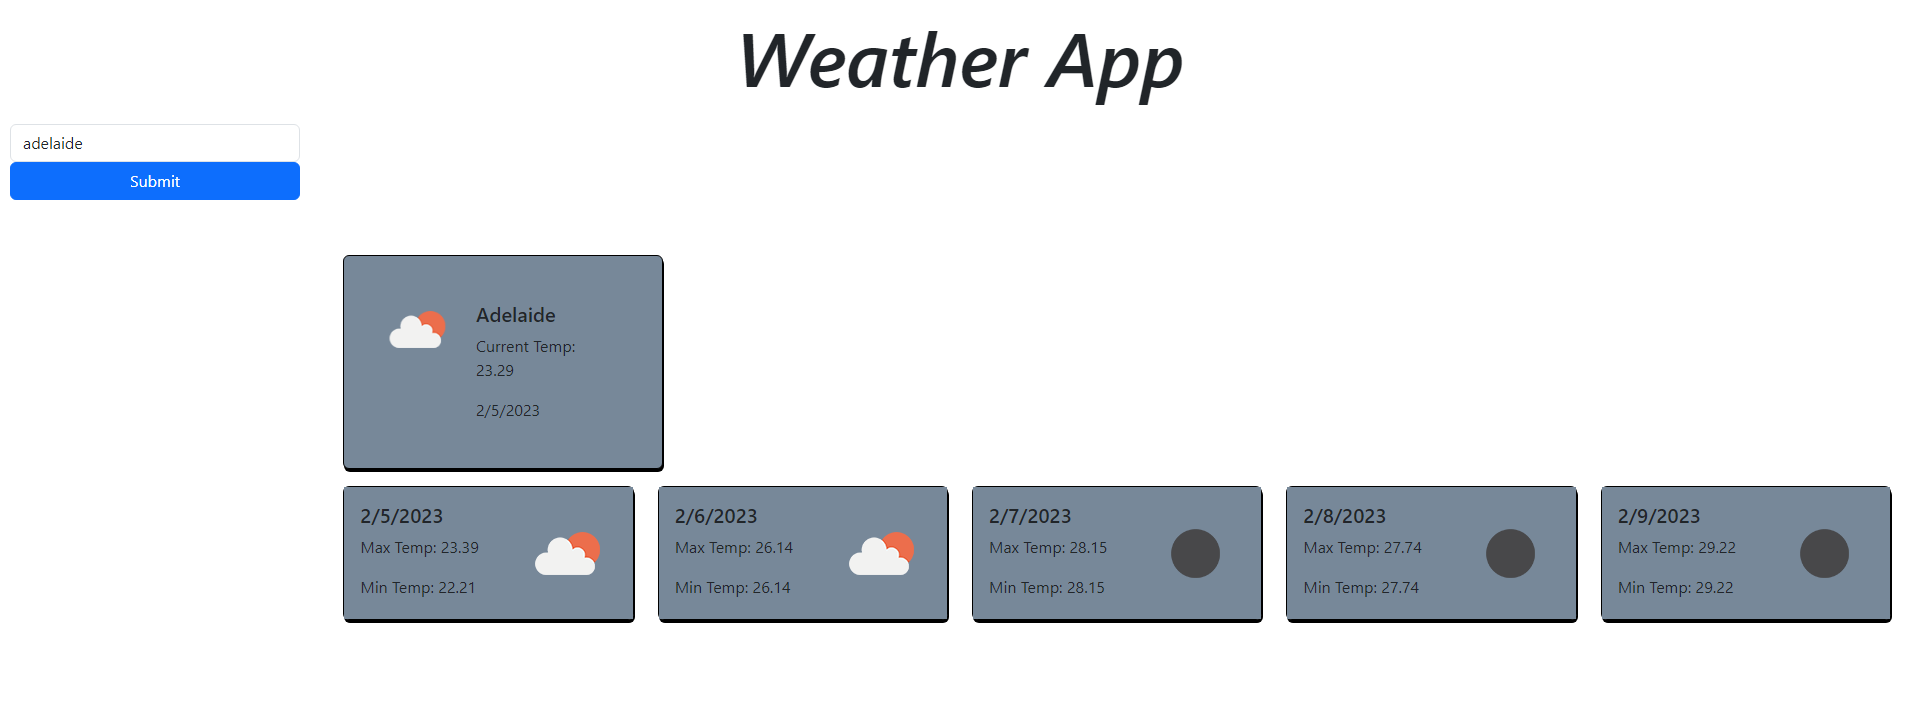 Weather App
adelaide
Submit
Adelaide
Current Temp:
23.29
2/5/2023
2/5/2023
Max Temp: 23.39
Min Temp: 22.21
2/6/2023
Max Temp: 26.14
Min Temp: 26.14
2/7/2023
Max Temp: 28.15
Min Temp: 28.15
2/8/2023
Max Temp: 27.74
Min Temp: 27.74
2/9/2023
Max Temp: 29.22
Min Temp: 29.22